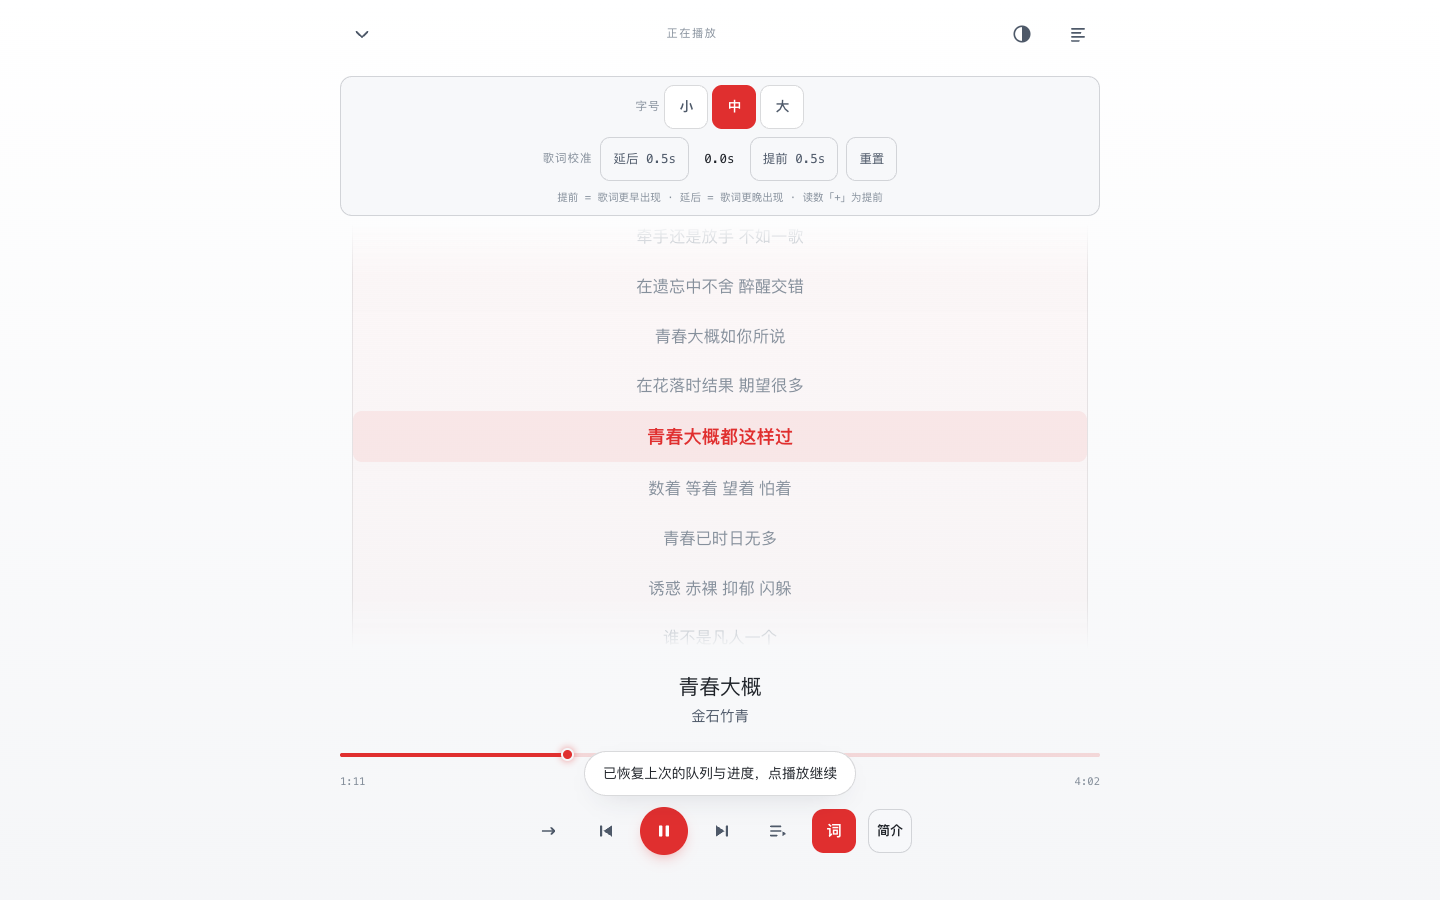 正在播放
字号 小 中 大
歌词校准 延后 0.5s 0.0s 提前 0.5s 重置
提前 = 歌词更早出现 · 延后 = 歌词更晚出现 · 读数「+」为提前
牵手还是放手 不如一歌
在遗忘中不舍 醉醒交错
青春大概如你所说
在花落时结果 期望很多
青春大概都这样过
数着 等着 望着 怕着
青春已时日无多
诱惑 赤裸 抑郁 闪躲
谁不是凡人一个
青春大概
金石竹青
已恢复上次的队列与进度，点播放继续
1:11 4:02
词 简介